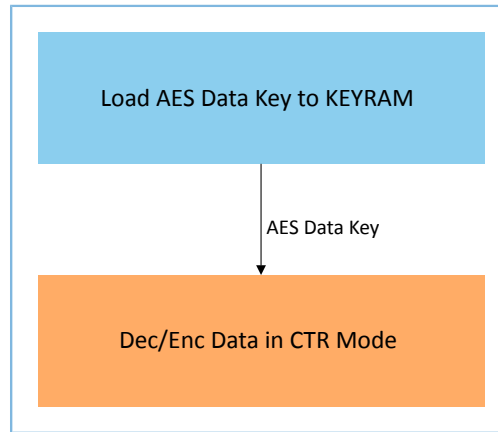 Load AES Data Key to KEYRAM
AES Data Key
Dec/Enc Data in CTR Mode